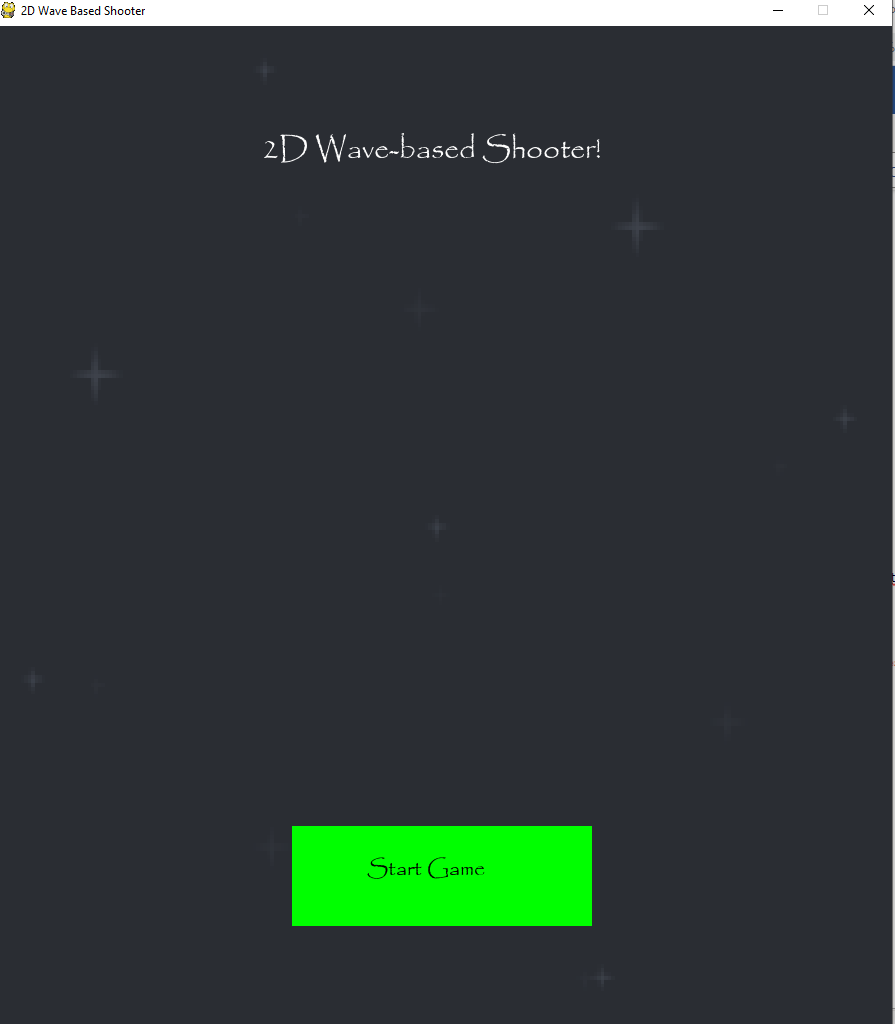 2D Wave Based Shooter
2D Wave-based Shooter!
Start Game